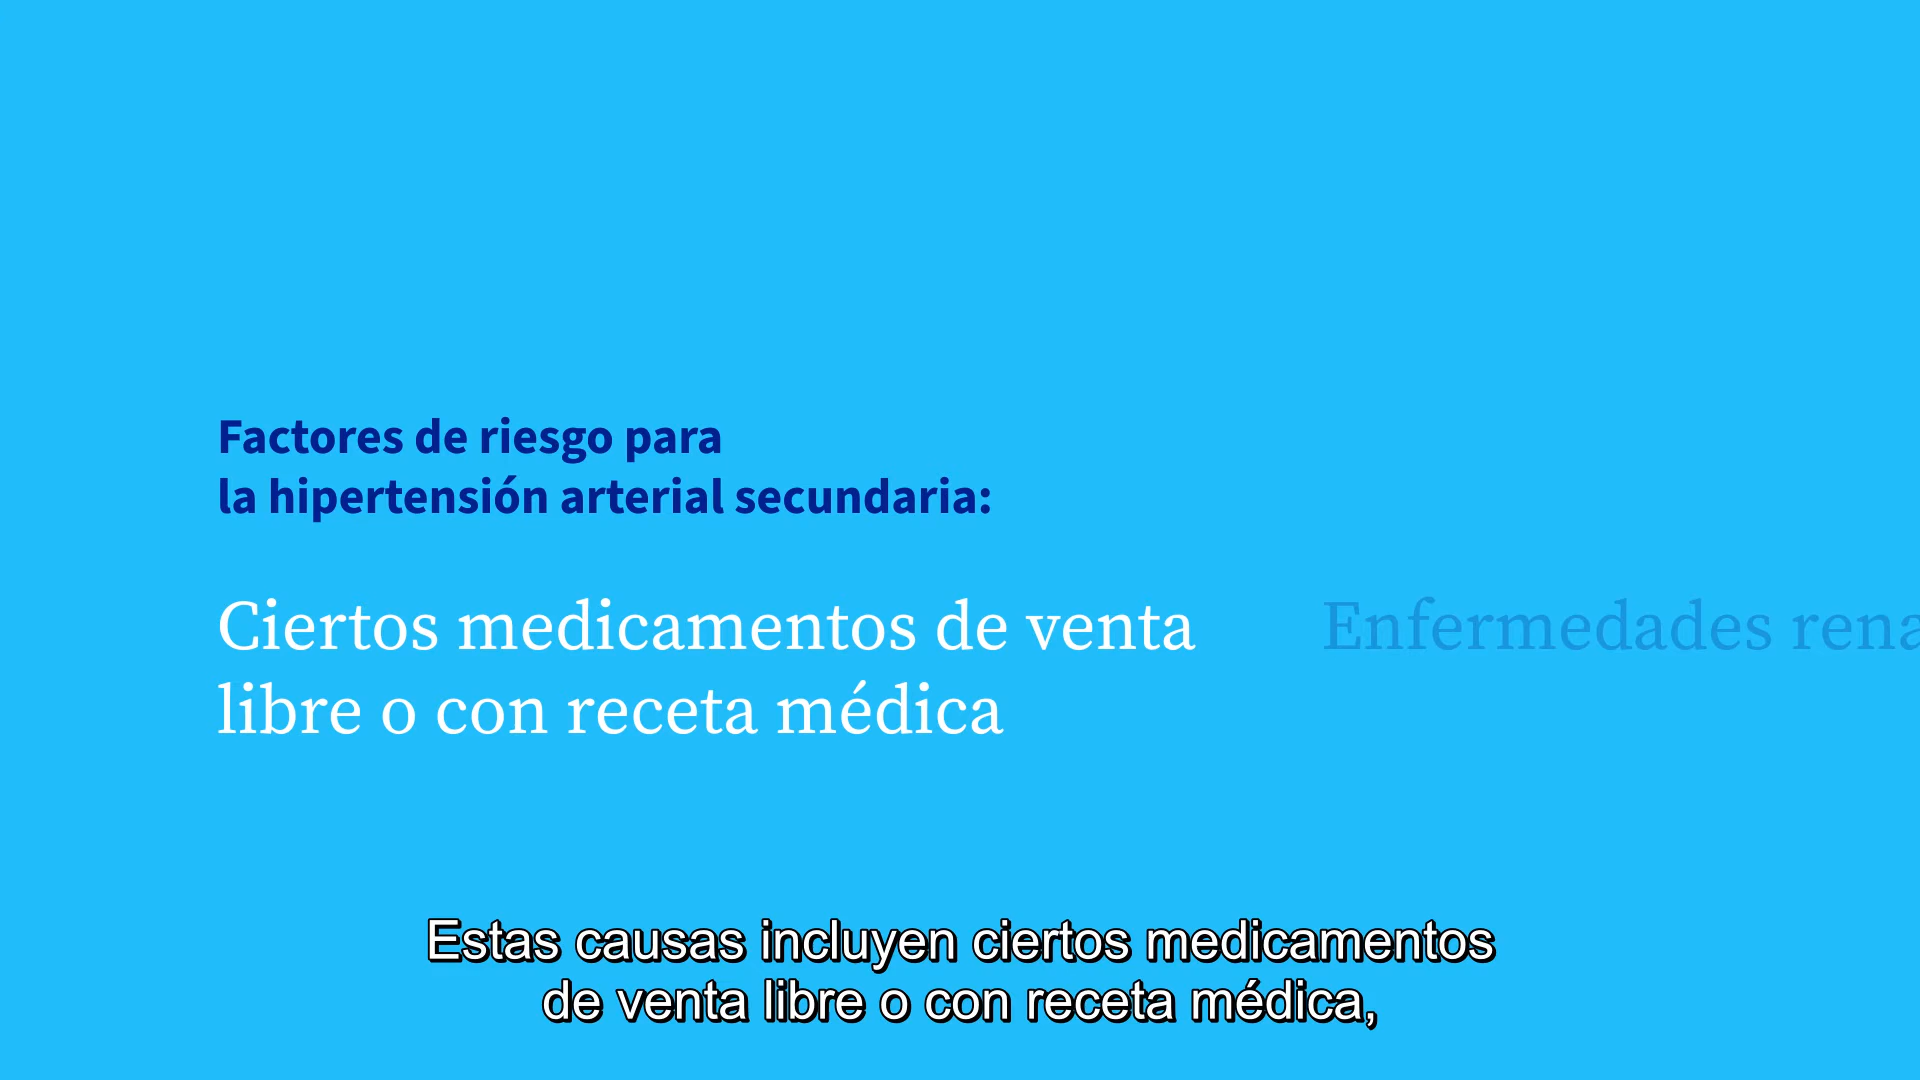 Factores de riesgo para
la hipertensión arterial secundaria:
Ciertos medicamentos de venta
libre o con receta médica
Enfermedades
Estas causas incluyen ciertos medicamentos
de venta libre o con receta médica,